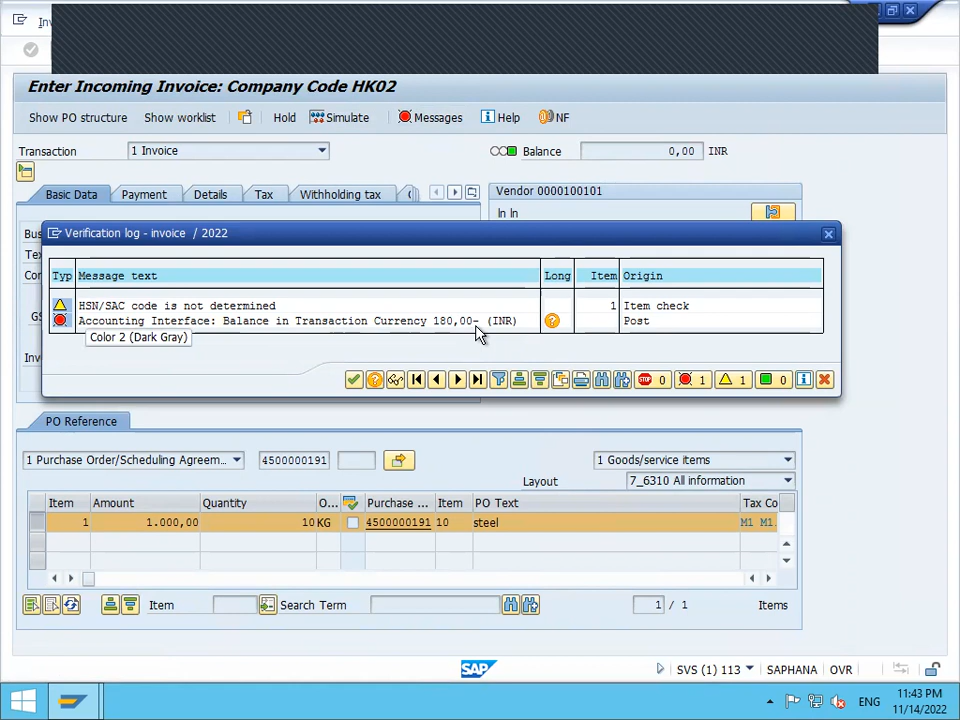 Inv
Enter Incoming Invoice: Company Code HK02
Show PO structure Show worklist Hold Simulate Messages Help NF
Transaction 1 Invoice Balance 0,00 INR
Basic Data Payment Details Tax Withholding tax
Vendor 0000100101
In In
Verification log - invoice / 2022
Typ Message text Long Item Origin
HSN/SAC code is not determined 1 Item check
Accounting Interface: Balance in Transaction Currency 180,00- (INR) Post
Color 2 (Dark Gray)
STOP 0 1 1 0
PO Reference
1 Purchase Order/Scheduling Agreem... 4500000191 1 Goods/service items
Layout 7_6310 All information
Item Amount Quantity O... Purchase ... Item PO Text Tax Co
1 1.000,00 10 KG 4500000191 10 steel M1 M1.
Item Search Term 1 / 1 Items
SAP SVS (1) 113 SAPHANA OVR
ENG
11:43 PM
11/14/2022